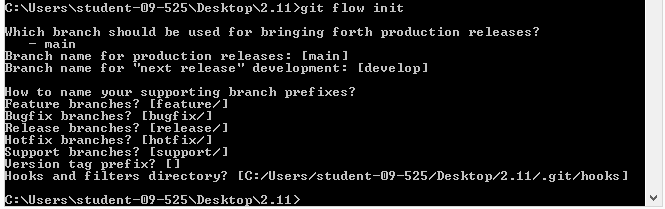 C:\Users\student-09-525\Desktop\2.11>git flow init
Which branch should be used for bringing forth production releases?
- main
Branch name for production releases: [main]
Branch name for "next release" development: [develop]
How to name your supporting branch prefixes?
Feature branches? [feature/]
Bugfix branches? [bugfix/]
Release branches? [release/]
Hotfix branches? [hotfix/]
Support branches? [support/]
Version tag prefix? []
Hooks and filters directory? [C:/Users/student-09-525/Desktop/2.11/.git/hooks]
C:\Users\student-09-525\Desktop\2.11>